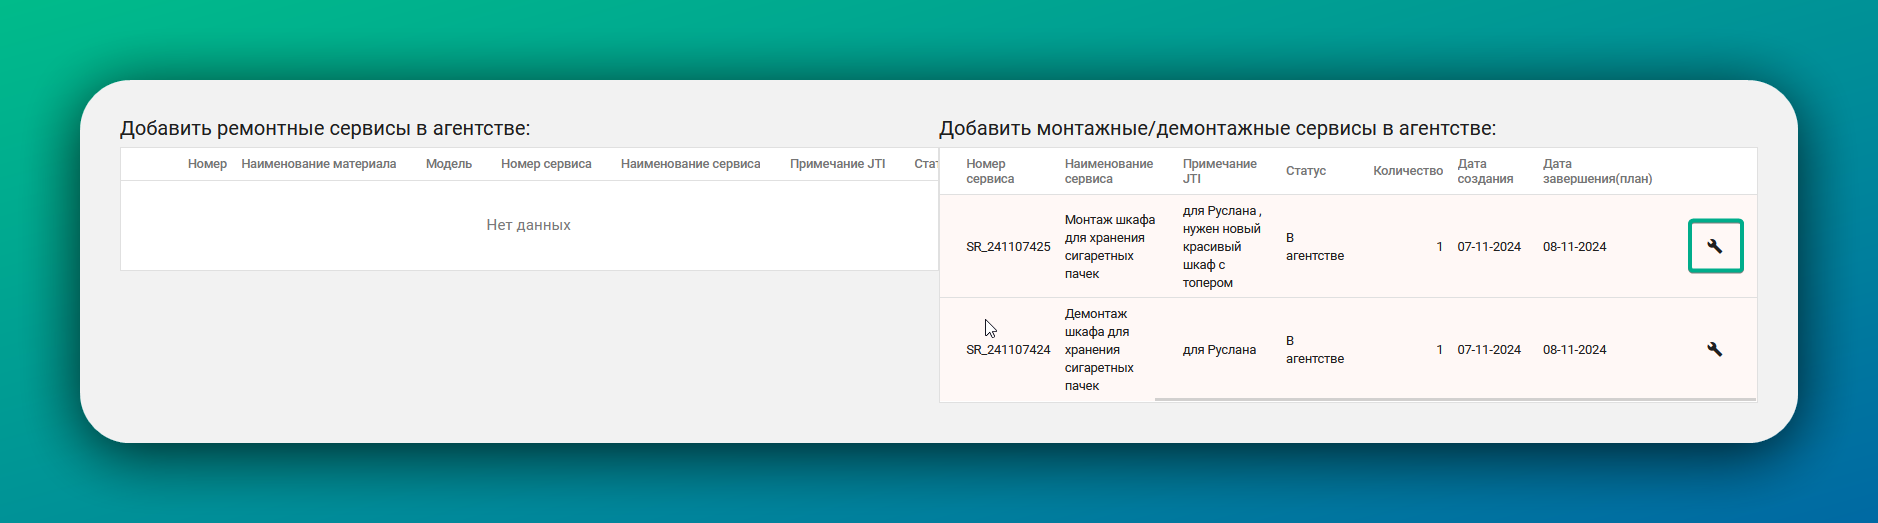 Добавить ремонтные сервисы в агентстве:
Номер Наименование материала Модель Номер сервиса Наименование сервиса Примечание JTI Стат
Нет данных
Добавить монтажные/демонтажные сервисы в агентстве:
Номер сервиса Наименование сервиса Примечание JTI Статус Количество Дата создания Дата завершения(план)
SR_241107425 Монтаж шкафа для хранения сигаретных пачек для Руслана , нужен новый красивый шкаф с топером В агентстве 1 07-11-2024 08-11-2024
SR_241107424 Демонтаж шкафа для хранения сигаретных пачек для Руслана В агентстве 1 07-11-2024 08-11-2024